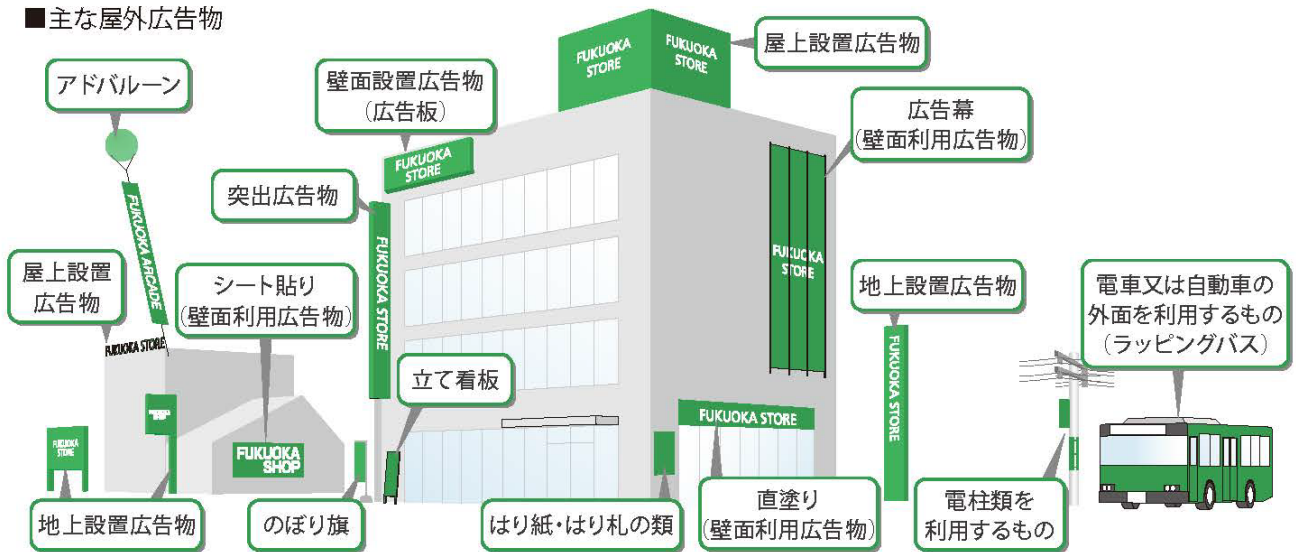 ■主な屋外広告物
アドバルーン
壁面設置広告物
(広告板)
FUKUOKA
STORE
FUKUOKA
STORE
屋上設置広告物
広告幕
(壁面利用広告物)
FUKUOKA
STORE
突出広告物
FUKUOKA ARCADE
FUKUOKA STORE
FUKUOKA
STORE
屋上設置
広告物
シート貼り
(壁面利用広告物)
地上設置広告物
電車又は自動車の
外面を利用するもの
(ラッピングバス)
FUKUOKA STORE
立て看板
FUKUOKA STORE
FUKUOKA STORE
FUKUOKA
STORE
FUKUOKA
SHOP
地上設置広告物
のぼり旗
はり紙・はり札の類
直塗り
(壁面利用広告物)
電柱類を
利用するもの